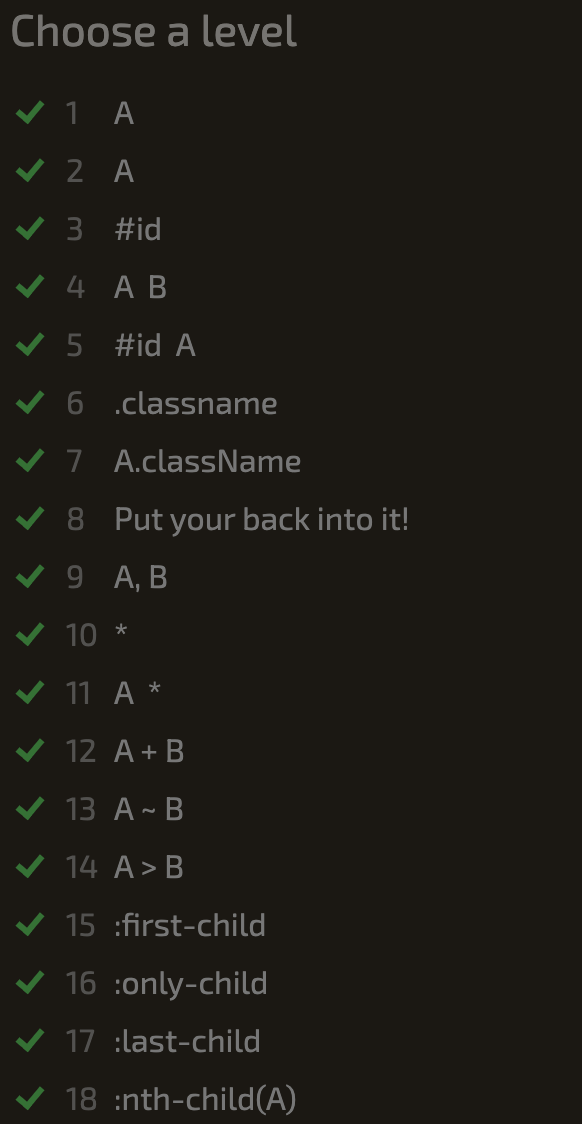 Choose a level
1 A
2 A
3 #id
4 A B
5 #id A
6 .classname
7 A.className
8 Put your back into it!
9 A, B
10 *
11 A *
12 A + B
13 A ~ B
14 A > B
15 :first-child
16 :only-child
17 :last-child
18 :nth-child(A)